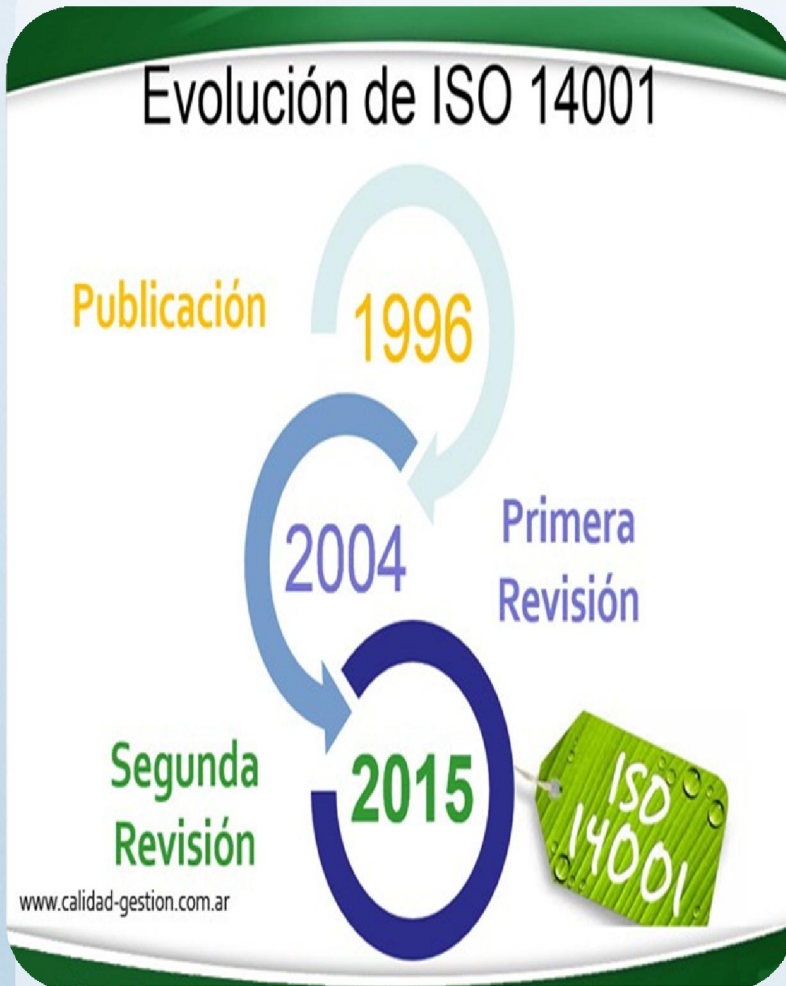 Evolución de ISO 14001
Publicación
1996
2004
Primera
Revisión
Segunda
Revisión
2015
ISO
14001
www.calidad-gestion.com.ar